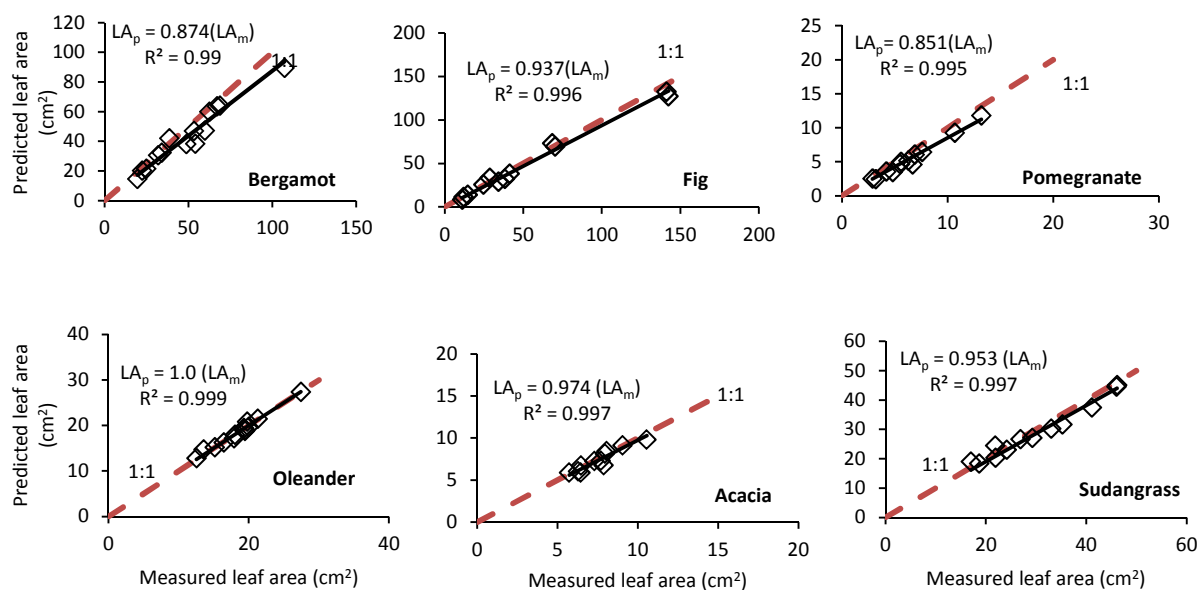 Predicted leaf area
(cm²)
120
100
80
60
40
20
0
LAₚ = 0.874(LAₘ)
R² = 0.99
1:1
Bergamot
0
50
100
150
200
150
100
50
0
LAₚ = 0.937(LAₘ)
R² = 0.996
1:1
Fig
0
50
100
150
200
25
20
15
10
5
0
LAₚ = 0.851(LAₘ)
R² = 0.995
1:1
Pomegranate
0
10
20
30
Predicted leaf area
(cm²)
40
30
20
10
0
LAₚ = 1.0 (LAₘ)
R² = 0.999
1:1
Oleander
0
20
40
Measured leaf area (cm²)
20
15
10
5
0
LAₚ = 0.974 (LAₘ)
R² = 0.997
1:1
Acacia
0
5
10
15
20
Measured leaf area (cm²)
60
50
40
30
20
10
0
LAₚ = 0.953 (LAₘ)
R² = 0.997
1:1
Sudangrass
0
20
40
60
Measured leaf area (cm²)